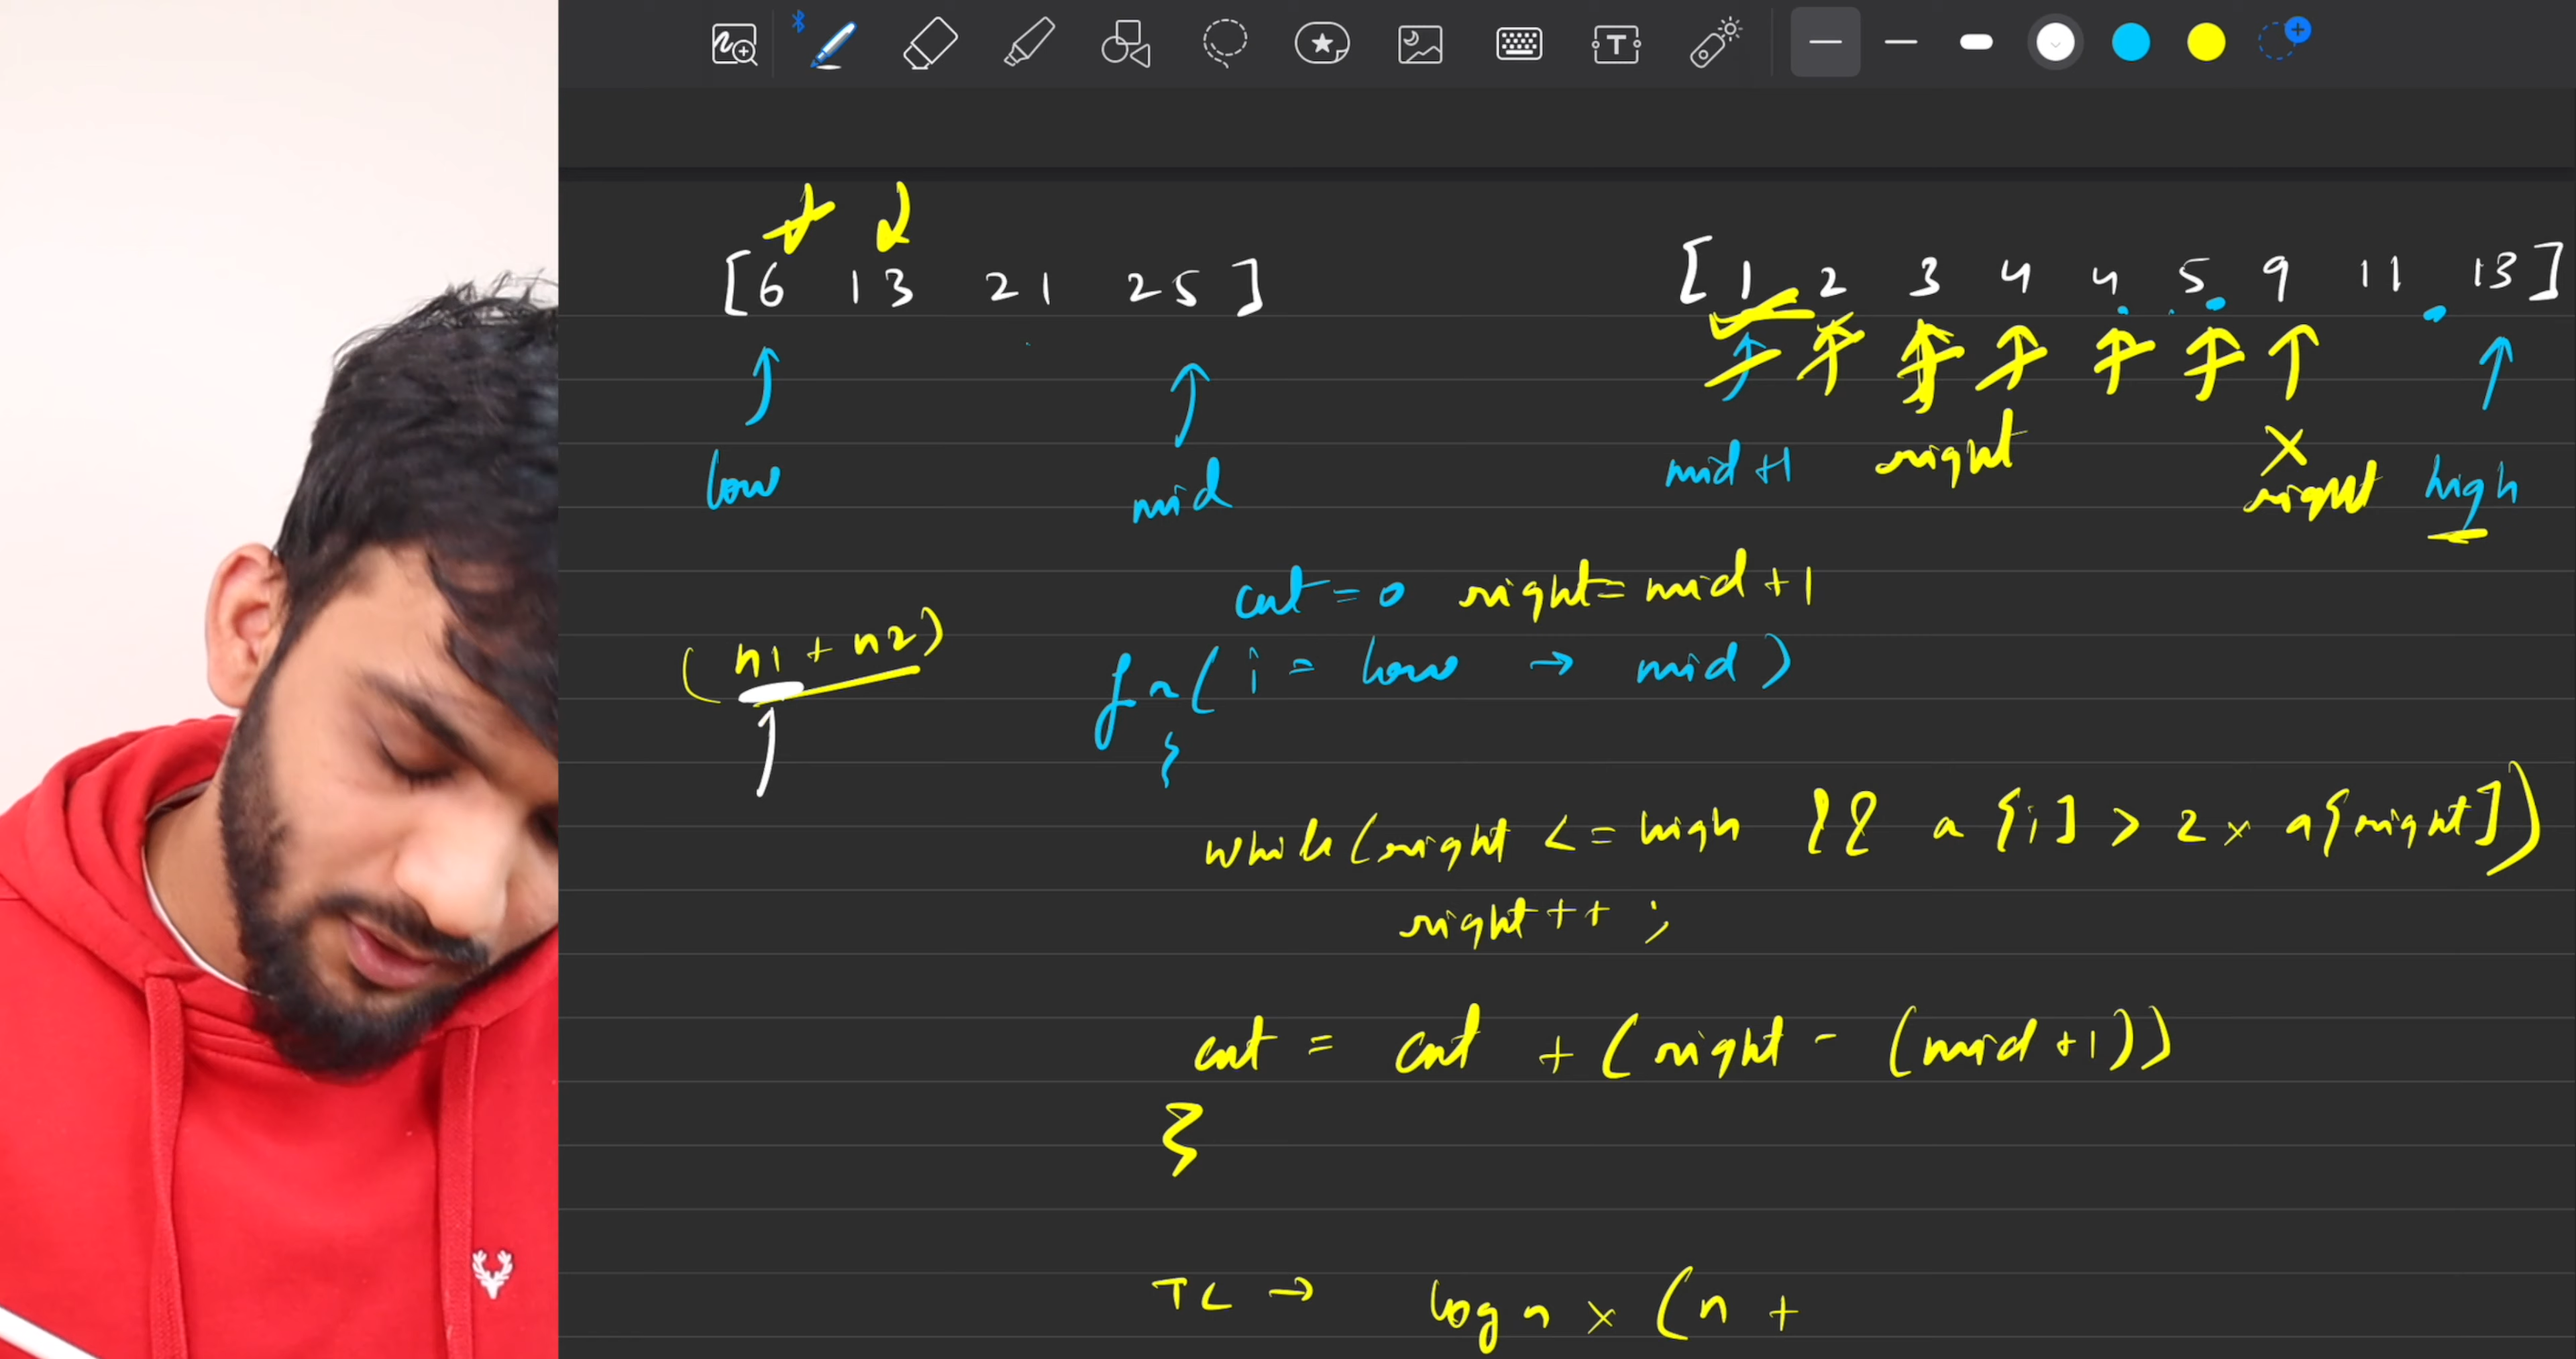 [6 13 21 25] [1 2 3 4 4 5 9 11 13]
low mid mid+1 right x right high
cnt = 0 right = mid + 1
(n1 + n2) for( i = low → mid)
{
while(right <= high && a[i] > 2 x a[right])
right++ ;
cnt = cnt + (right - (mid + 1))
}
TC → log n x (n +